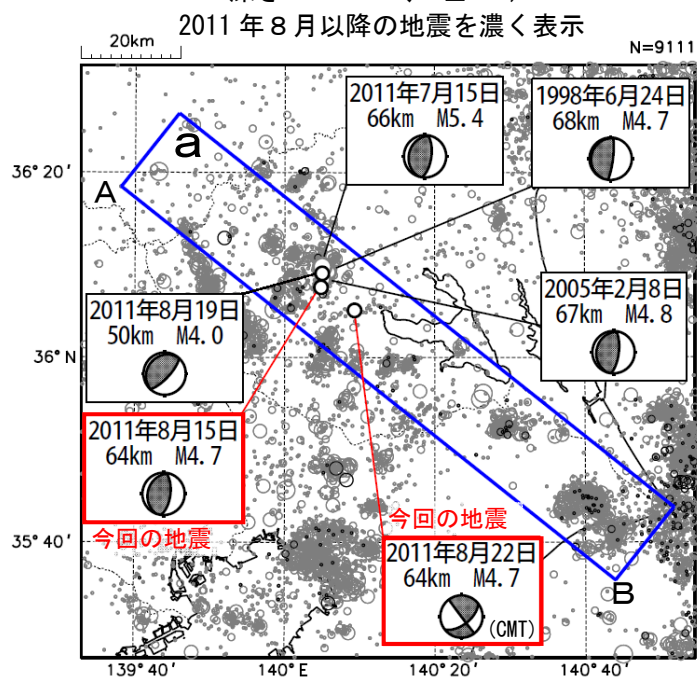 2011年８月以降の地震を濃く表示
20km
N=9111
2011年7月15日
66km M5.4
1998年6月24日
68km M4.7
a
A
36°20′
2011年8月19日
50km M4.0
2005年2月8日
67km M4.8
36°N
2011年8月15日
64km M4.7
今回の地震
今回の地震
2011年8月22日
64km M4.7
(CMT)
35°40′
B
139°40′
140°E
140°20′
140°40′